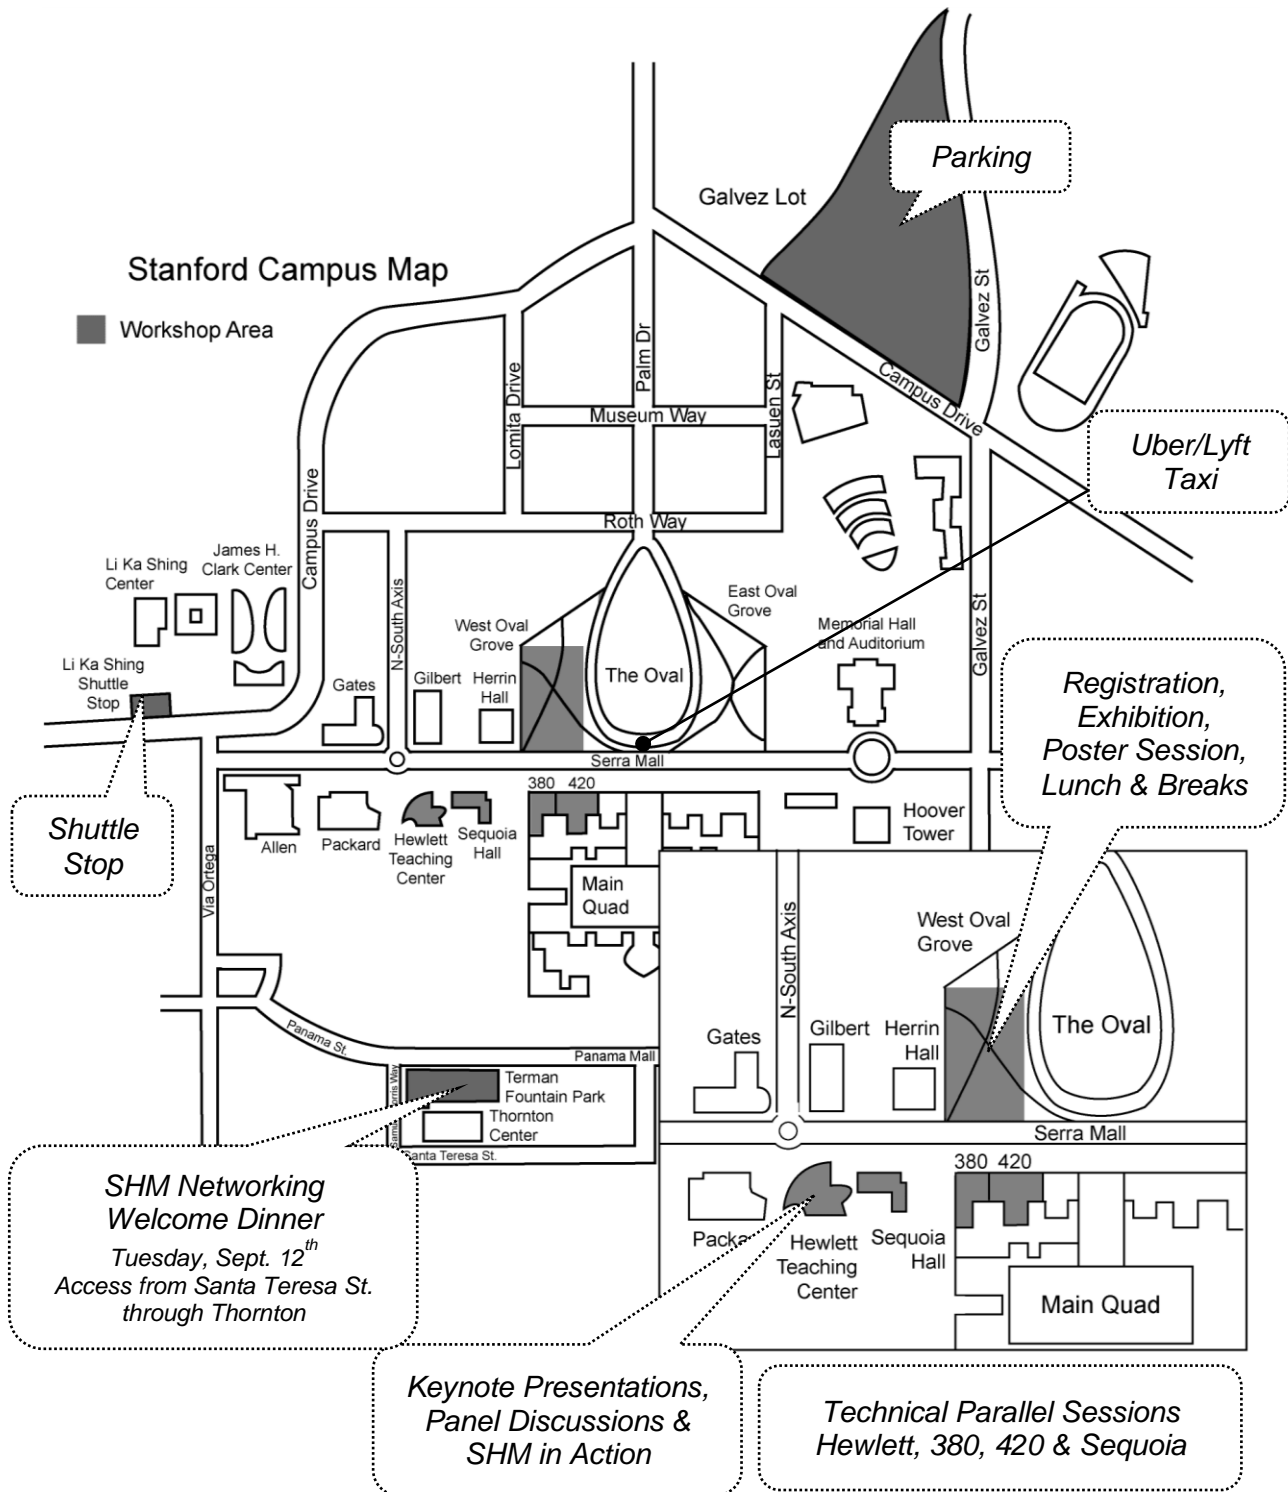 Parking
Galvez Lot
Stanford Campus Map
Workshop Area
Galvez St
Palm Dr
Lomita Drive
Lasuen St
Campus Drive
Museum Way
Uber/Lyft
Taxi
Campus Drive
Roth Way
Li Ka Shing
Center
James H.
Clark Center
N-South Axis
West Oval
Grove
East Oval
Grove
Memorial Hall
and Auditorium
Galvez St
Li Ka Shing
Shuttle
Stop
Gates
Gilbert
Herrin
Hall
The Oval
Registration,
Exhibition,
Poster Session,
Lunch & Breaks
Serra Mall
380 420
Shuttle
Stop
Allen
Packard
Hewlett
Teaching
Center
Sequoia
Hall
Hoover
Tower
Via Ortega
Main
Quad
West Oval
Grove
N-South Axis
Gates
Gilbert
Herrin
Hall
The Oval
Panama St.
Panama Mall
Terman
Fountain Park
Thornton
Center
Santa Teresa St.
Serra Mall
380 420
SHM Networking
Welcome Dinner
Tuesday, Sept. 12th
Access from Santa Teresa St.
through Thornton
Hewlett
Teaching
Center
Sequoia
Hall
Main Quad
Keynote Presentations,
Panel Discussions &
SHM in Action
Technical Parallel Sessions
Hewlett, 380, 420 & Sequoia